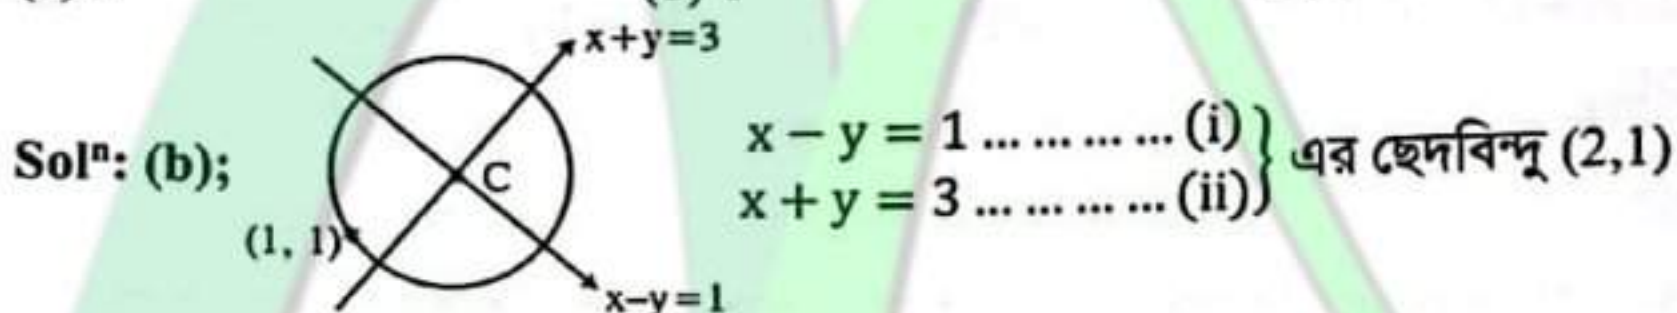 x+y=3
x − y = 1 ... ... ... ... (i)
Solⁿ: (b);
C
} এর ছেদবিন্দু (2,1)
x + y = 3 ... ... ... ... (ii)
(1, 1)
x−y=1